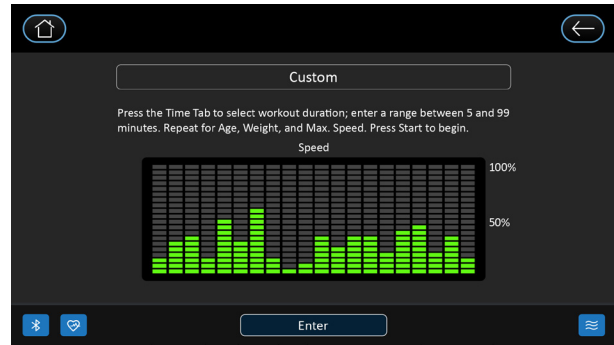 Custom
Press the Time Tab to select workout duration; enter a range between 5 and 99
minutes. Repeat for Age, Weight, and Max. Speed. Press Start to begin.
Speed
100%
50%
Enter